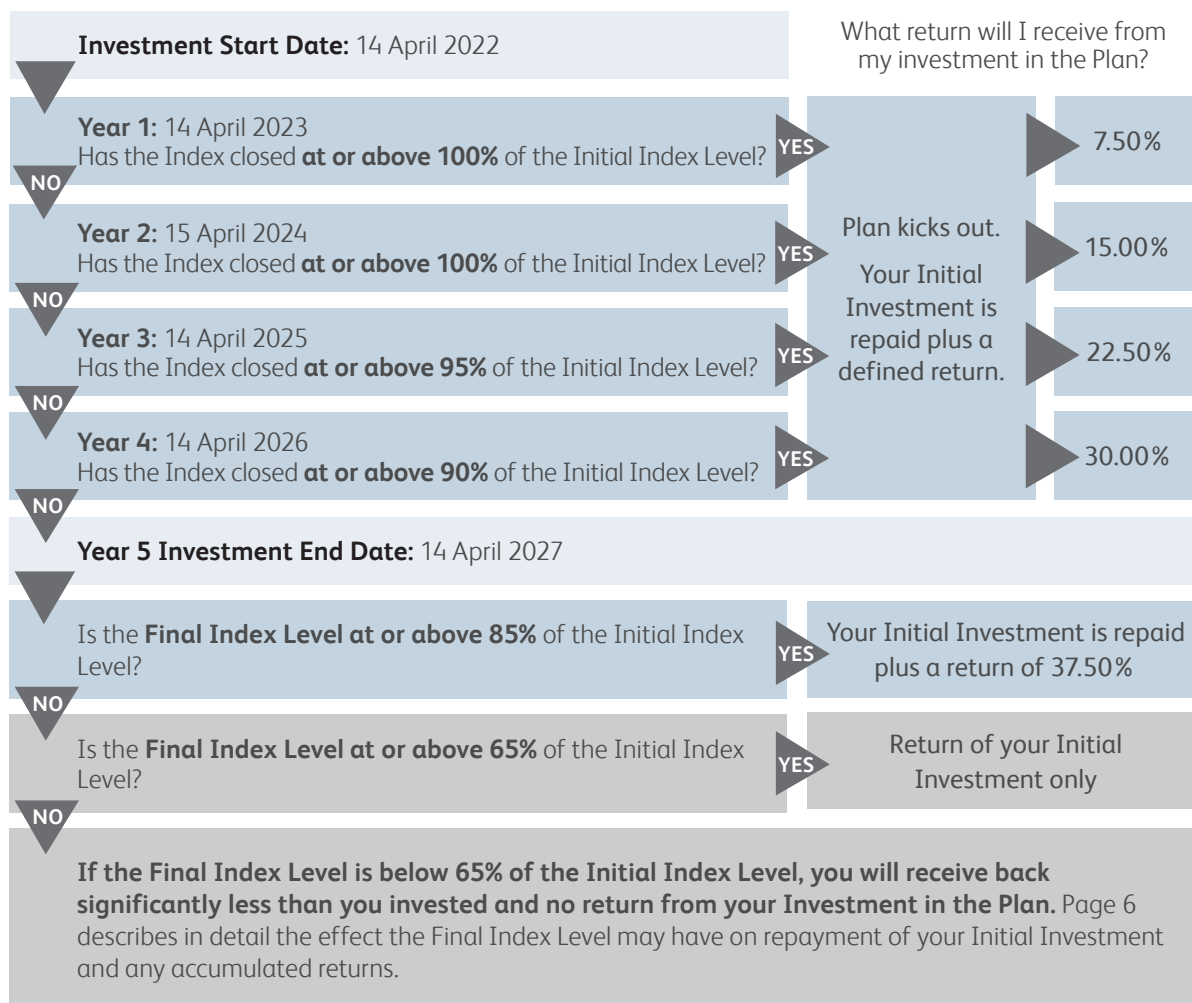 Investment Start Date: 14 April 2022
What return will I receive from
my investment in the Plan?
Year 1: 14 April 2023
Has the Index closed at or above 100% of the Initial Index Level?
YES
7.50%
NO
Year 2: 15 April 2024
Has the Index closed at or above 100% of the Initial Index Level?
YES
15.00%
NO
Year 3: 14 April 2025
Has the Index closed at or above 95% of the Initial Index Level?
YES
22.50%
NO
Year 4: 14 April 2026
Has the Index closed at or above 90% of the Initial Index Level?
YES
30.00%
Plan kicks out.
Your Initial
Investment is
repaid plus a
defined return.
NO
Year 5 Investment End Date: 14 April 2027
Is the Final Index Level at or above 85% of the Initial Index
Level?
YES
Your Initial Investment is repaid
plus a return of 37.50%
NO
Is the Final Index Level at or above 65% of the Initial Index
Level?
YES
Return of your Initial
Investment only
NO
If the Final Index Level is below 65% of the Initial Index Level, you will receive back
significantly less than you invested and no return from your Investment in the Plan. Page 6
describes in detail the effect the Final Index Level may have on repayment of your Initial Investment
and any accumulated returns.